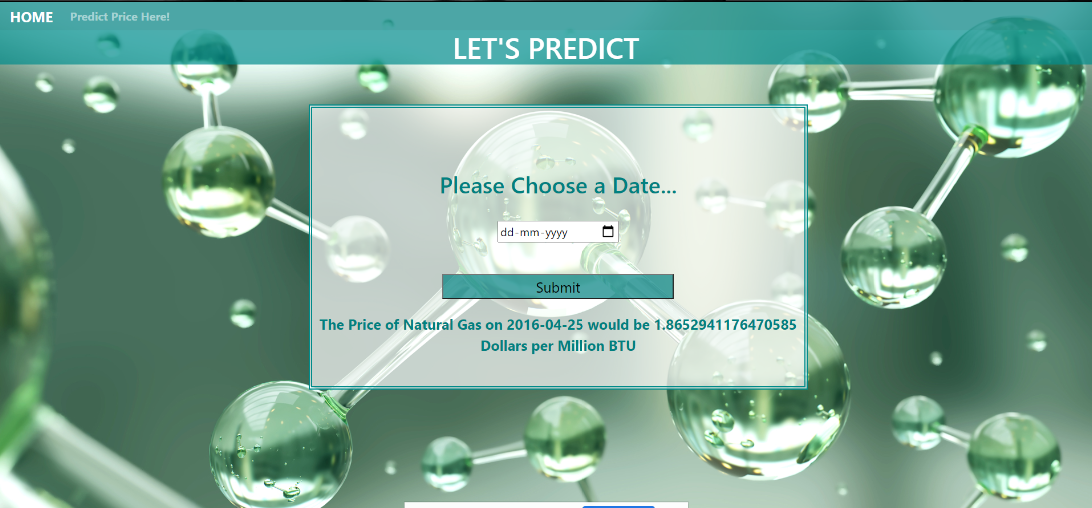 HOME Predict Price Here!
LET'S PREDICT
Please Choose a Date...
dd-mm-yyyy
Submit
The Price of Natural Gas on 2016-04-25 would be 1.8652941176470585
Dollars per Million BTU